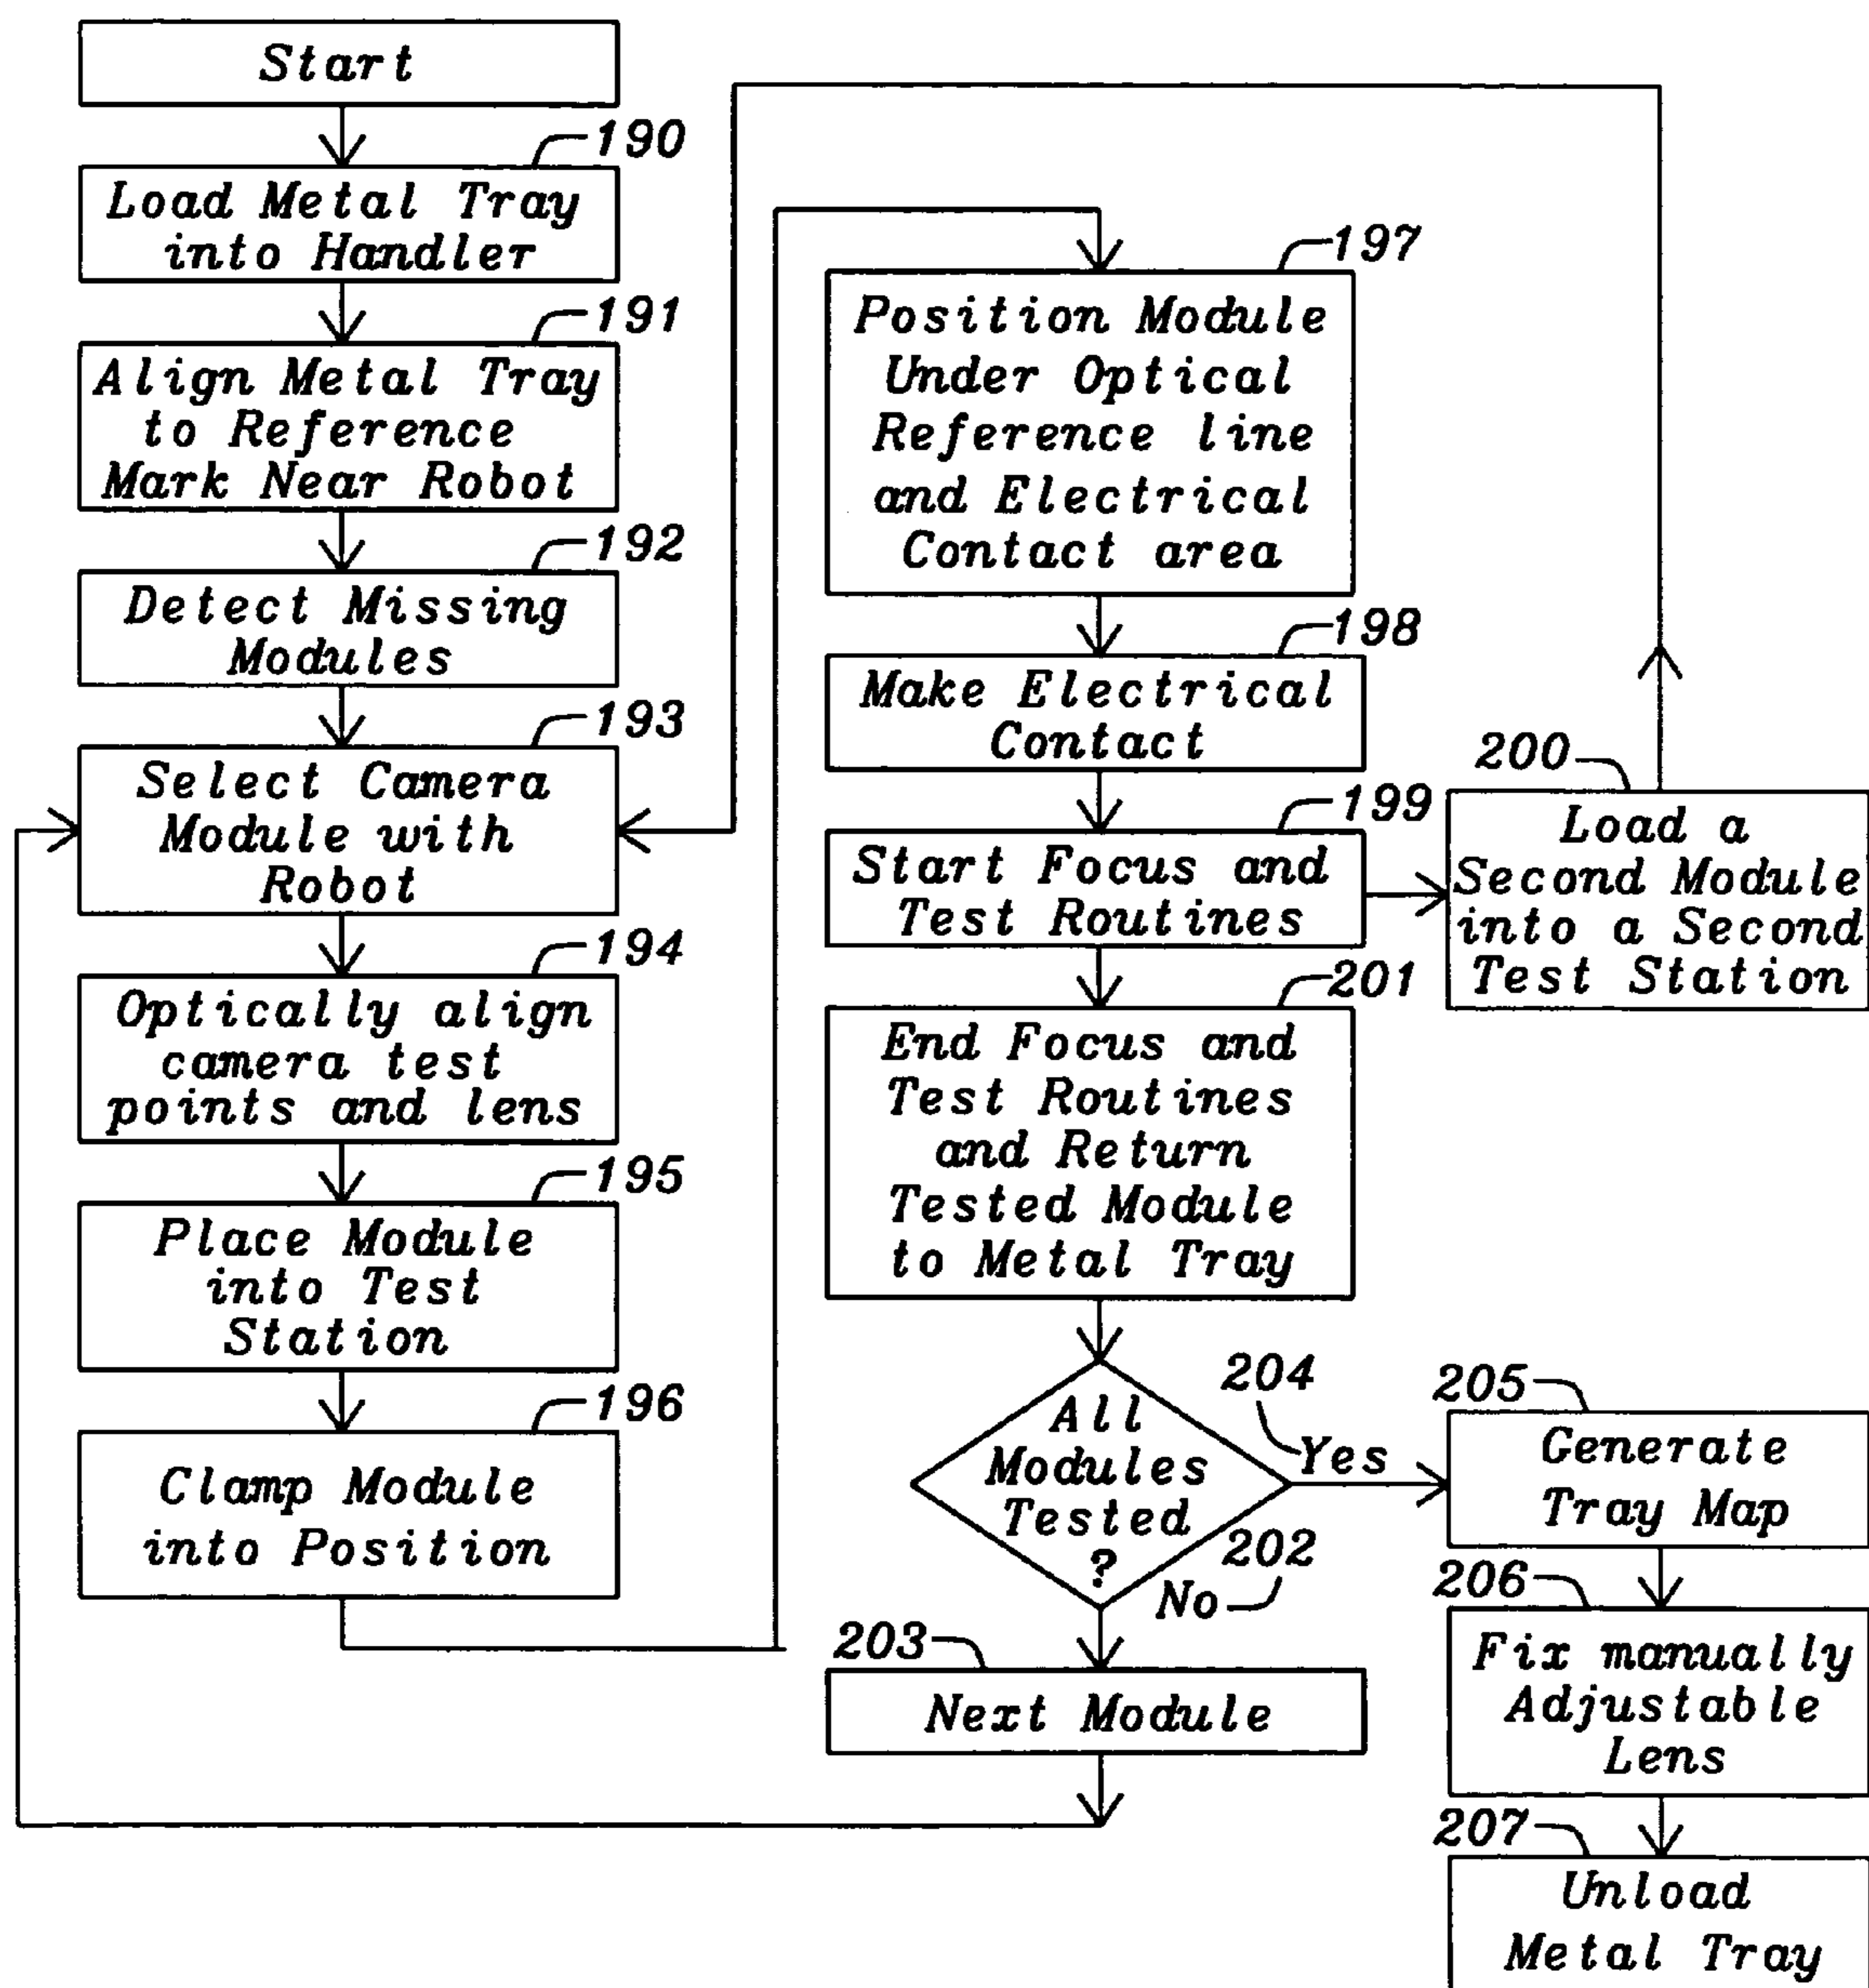 Start
190
Load Metal Tray
into Handler
191
Align Metal Tray
to Reference
Mark Near Robot
192
Detect Missing
Modules
193
Select Camera
Module with
Robot
194
Optically align
camera test
points and lens
195
Place Module
into Test
Station
196
Clamp Module
into Position
197
Position Module
Under Optical
Reference line
and Electrical
Contact area
198
Make Electrical
Contact
199
Start Focus and
Test Routines
200
Load a
Second Module
into a Second
Test Station
201
End Focus and
Test Routines
and Return
Tested Module
to Metal Tray
All
Modules
Tested
?
204
Yes
202
No
203
Next Module
205
Generate
Tray Map
206
Fix manually
Adjustable
Lens
207
Unload
Metal Tray